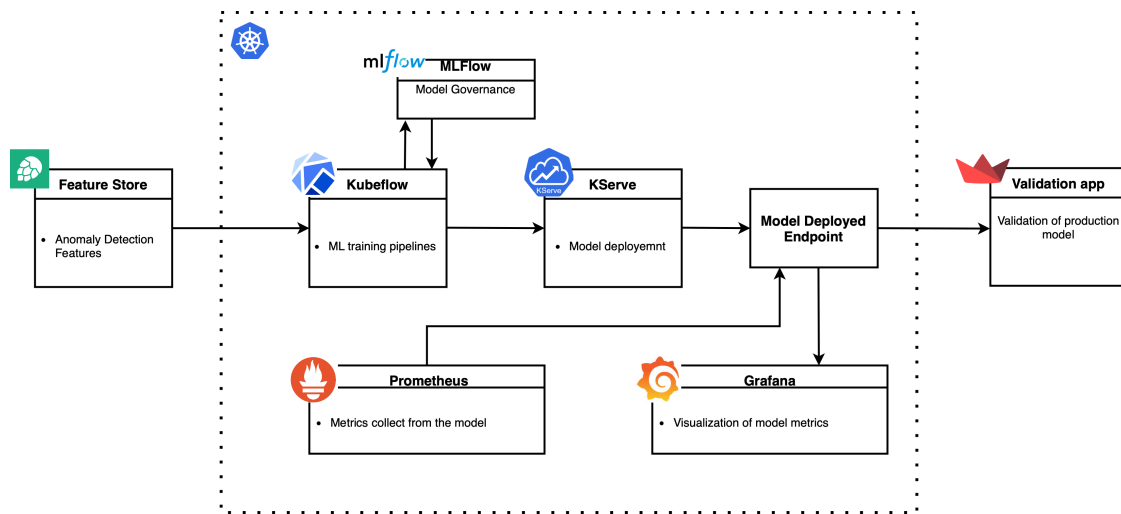 mlflow
MLFlow
Model Governance
Feature Store
Anomaly Detection
Features
Kubeflow
ML training pipelines
KServe
KServe
Model deployemnt
Model Deployed
Endpoint
Validation app
Validation of production
model
Prometheus
Metrics collect from the model
Grafana
Visualization of model metrics